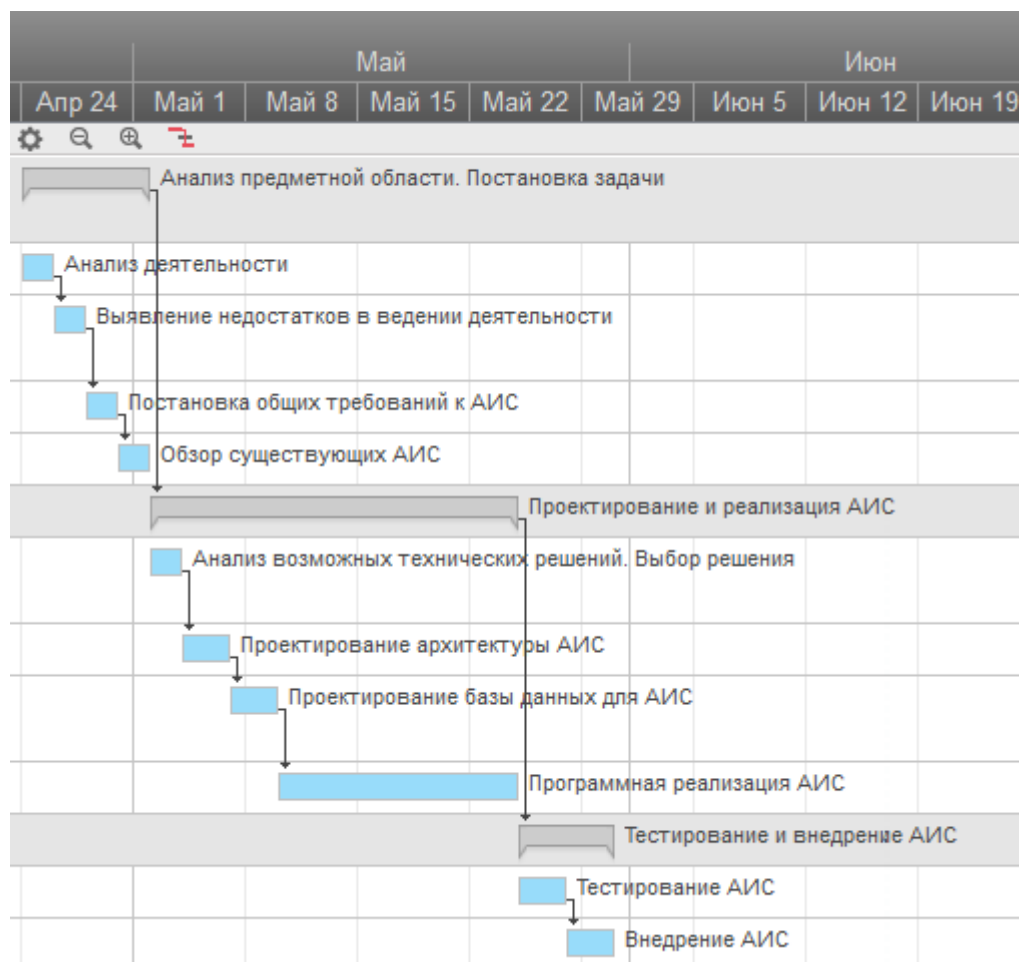 Май Июн
Апр 24 Май 1 Май 8 Май 15 Май 22 Май 29 Июн 5 Июн 12 Июн 19
Анализ предметной области. Постановка задачи
Анализ деятельности
Выявление недостатков в ведении деятельности
Постановка общих требований к АИС
Обзор существующих АИС
Проектирование и реализация АИС
Анализ возможных технических решений. Выбор решения
Проектирование архитектуры АИС
Проектирование базы данных для АИС
Программная реализация АИС
Тестирование и внедрение АИС
Тестирование АИС
Внедрение АИС